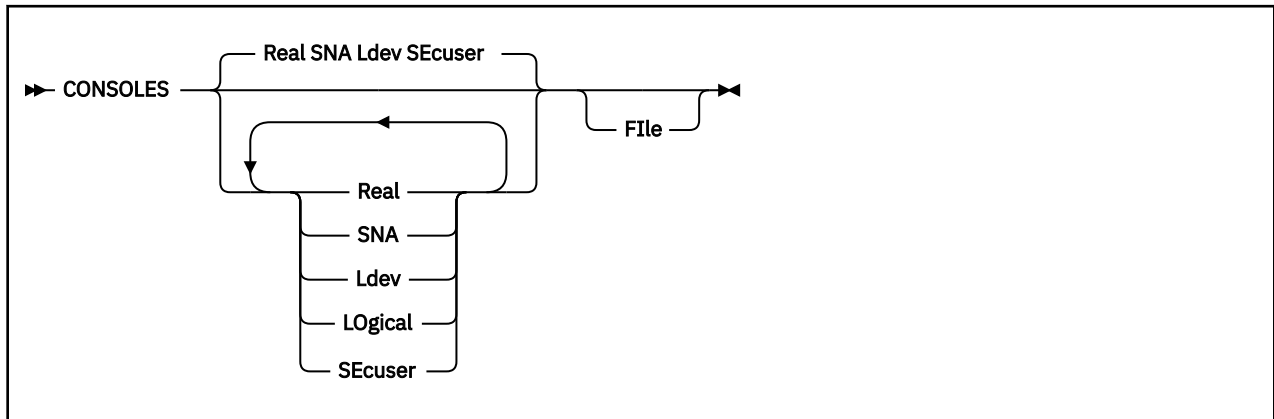 Real SNA Ldev SEcuser
CONSOLES
FIle
Real
SNA
Ldev
LOgical
SEcuser